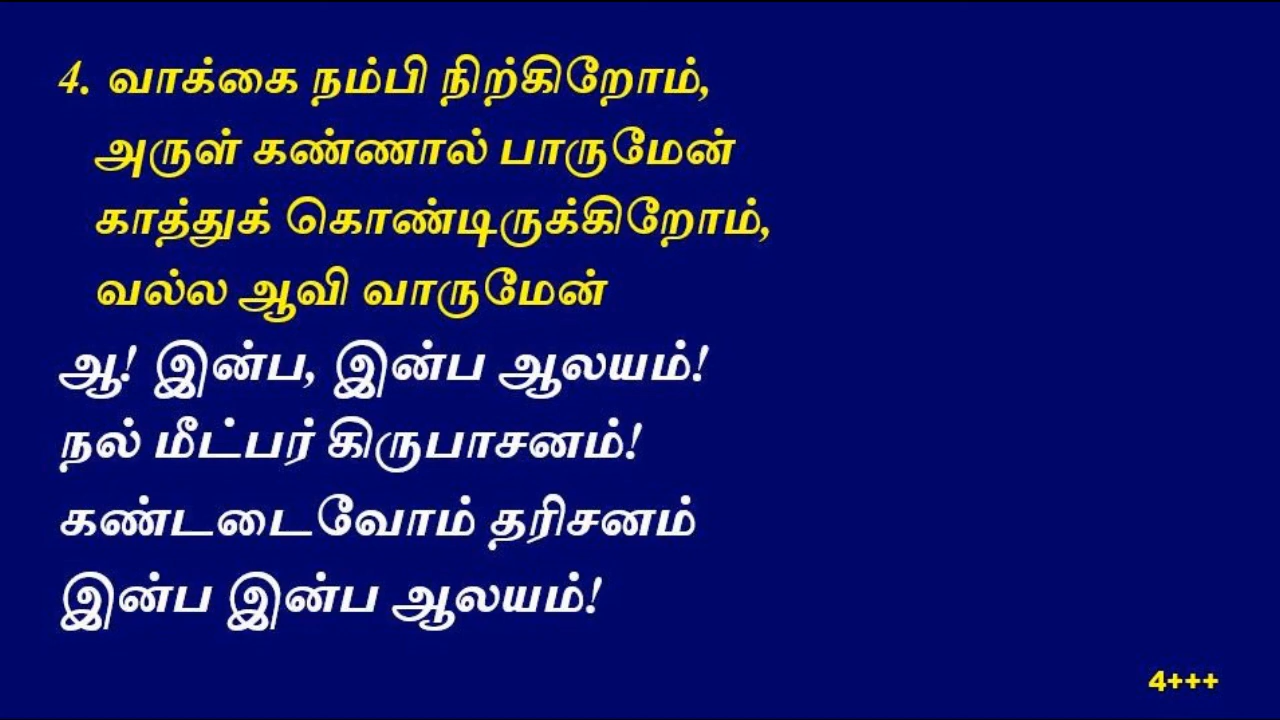 4. வாக்கை நம்பி நிற்கிறோம்,
அருள் கண்ணால் பாருமேன்
காத்துக் கொண்டிருக்கிறோம்,
வல்ல ஆவி வாருமேன்
ஆ! இன்ப, இன்ப ஆலயம்!
நல் மீட்பர் கிருபாசனம்!
கண்டடைவோம் தரிசனம்
இன்ப இன்ப ஆலயம்!
4+++